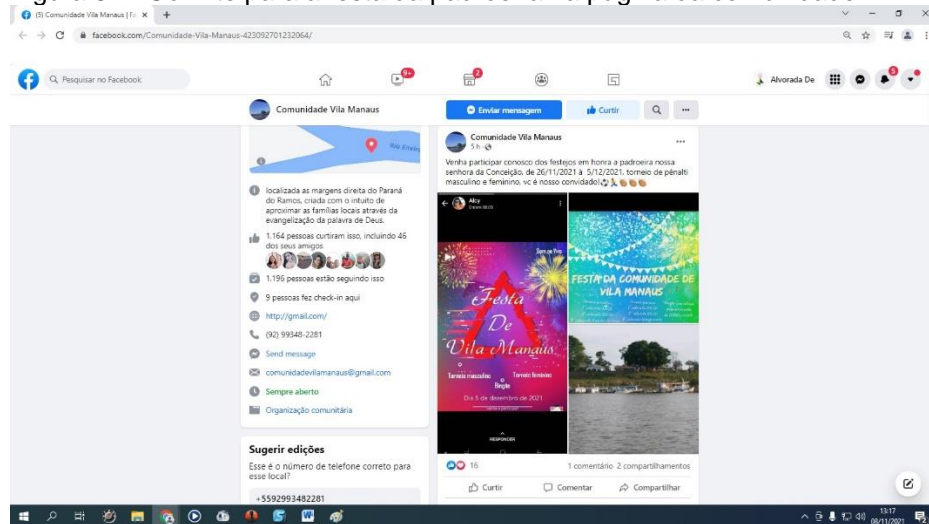 (5) Comunidade Vila Manaus | Fa
facebook.com/Comunidade-Vila-Manaus-423092701232064/
Pesquisar no Facebook
9+
2
Alvorada De
5
Comunidade Vila Manaus
Enviar mensagem
Curtir
localizada as margens direita do Paraná
do Ramos, criada com o intuito de
aproximar as famílias locais através da
evangelização da palavra de Deus.
1.164 pessoas curtiram isso, incluindo 46
dos seus amigos
1.196 pessoas estão seguindo isso
9 pessoas fez check-in aqui
http://gmail.com/
(92) 99348-2281
Send message
comunidadevilamanaus@gmail.com
Sempre aberto
Organização comunitária
Sugerir edições
Esse é o número de telefone correto para
esse local?
+5592993482281
Comunidade Vila Manaus
5 h
Venha participar conosco dos festejos em honra a padroeira nossa
senhora da Conceição, de 26/11/2021 à 5/12/2021, torneio de pênalti
masculino e feminino, vc é nosso convidado!
Alcy
Festa
De
Vila Manaus
Torneio masculino
Torneio feminino
Bingão
Dia 5 de dezembro de 2021
RESPONDER
FESTA DA COMUNIDADE DE
VILA MANAUS
16
1 comentário 2 compartilhamentos
Curtir
Comentar
Compartilhar
13:17
08/11/2021